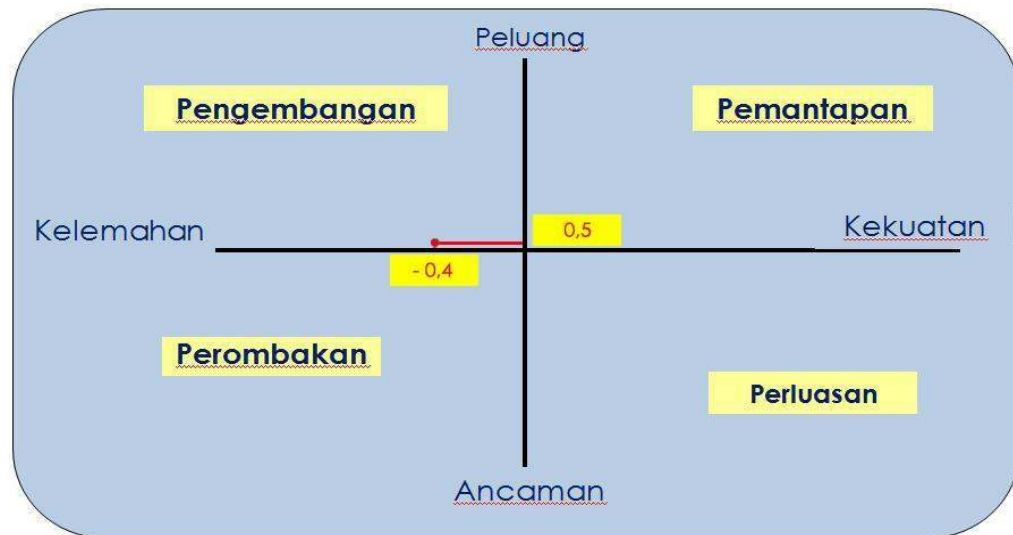 Peluang
Pengembangan
Pemantapan
Kelemahan
0,5
Kekuatan
- 0,4
Perombakan
Perluasan
Ancaman